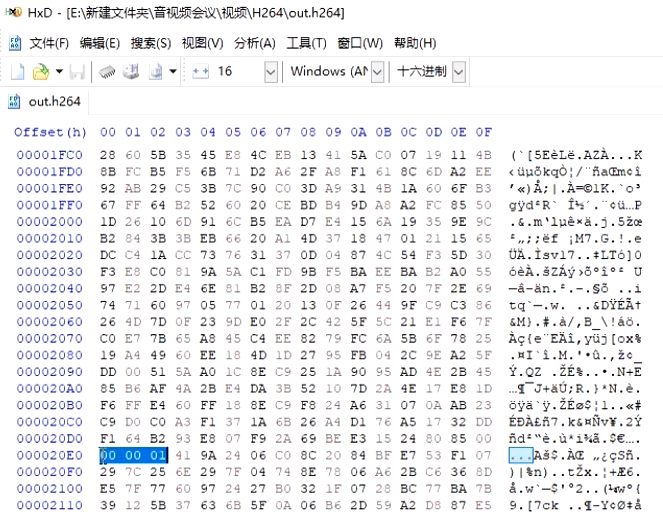 HxD - [E:\新建文件夹\音视频会议\视频\H264\out.h264]
文件(F) 编辑(E) 搜索(S) 视图(V) 分析(A) 工具(T) 窗口(W) 帮助(H)
16 Windows (AN 十六进制
out.h264
Offset(h) 00 01 02 03 04 05 06 07 08 09 0A 0B 0C 0D 0E 0F
00001FC0 28 60 5B 35 45 E8 4C EB 13 41 5A C0 07 19 11 4B (`[5EèLë.AZÀ...K
00001FD0 8B FC B5 F5 6B 71 D2 A6 2F A8 F1 61 8C 6D A2 EE ‹üµõkqÒ¦/¨ñaŒm¢î
00001FE0 92 AB 29 C5 3B 7C 90 C0 3D A9 31 4B 1A 60 6F B3 ’«)Å;|.À=©1K.`o³
00001FF0 67 FF 64 B2 52 60 20 CE BD B4 9D A8 A2 FC 85 50
00002000 1D 26 10 6D 91 6C B5 EA D7 E4 15 6A 19 35 9E 9C .&.m‘lµê×ä.j.5žœ
00002010 B2 84 3B 3B EB 66 20 A1 4D 37 18 47 01 21 15 65 ²„;;ëf ¡M7.G.!.e
00002020 DC C4 1A CC 73 76 31 37 0D 04 87 4C 54 F3 5D 30 ÜÄ.Ìsv17..‡LTó]0
00002030 F3 E8 C0 81 9A 5A C1 FD 9B F5 BA EE BA B2 A0 55
00002040 97 E2 2D E4 6E 81 B2 8F 2D 08 A7 F5 20 7F 2E 69
00002050 74 71 60 97 05 77 01 20 13 0F 26 44 9F C9 C3 86
00002060 26 4D 7D 0F 23 9D E0 2F 2C 42 5F 5C 21 E1 F6 7F &M}.#.à/,B_\!áö.
00002070 C0 E7 7B 65 A8 45 C4 EE 82 79 FC 6A 5B 6F 78 25 Àç{e¨EÄî‚yüj[ox%
00002080 19 A4 49 60 EE 18 4D 1D 27 95 FB 04 2C 9E A2 5F .¤I`î.M.'•û.,ž¢_
00002090 DD 00 51 5A A0 1C 8E C9 25 1A 90 95 AD 4E 2B 45
000020A0 85 B6 AF 4A 2B E4 DA 3B 52 10 7D 2A 4E 17 E8 1D …¶¯J+äÚ;R.}*N.è.
000020B0 F6 FF E4 60 FF 18 8E C9 F8 24 A6 31 07 0A AB 23 öÿä`ÿ.ŽÉø$¦1..«#
000020C0 C9 D0 C0 A3 F1 37 1A 6B 26 A4 D1 76 A5 17 32 DD ÉÐÀ£ñ7.k&¤Ñv¥.2Ý
000020D0 F1 64 B2 93 E8 07 F9 2A 69 BE E3 15 24 80 85 00 ñd²“è.ù*i¾ã.$€….
000020E0 00 00 01 41 9A 24 06 C0 8C 20 84 BF E7 53 F1 07 ...Aš$.ÀŒ „¿çSñ.
000020F0 29 7C 25 6E 29 7F 04 74 8E 78 06 A6 2B C6 36 8D )|%n)..tŽx.¦+Æ6.
00002100 E5 7F 77 60 97 24 27 B0 32 1F 07 28 BC 77 BA 7B å.w`—$'°2..(¼wº{
00002110 39 12 5B 37 63 6B 5F 0A 06 B6 2D 59 A2 D8 87 E5 9.[7ck_..¶-Y¢Ø‡å